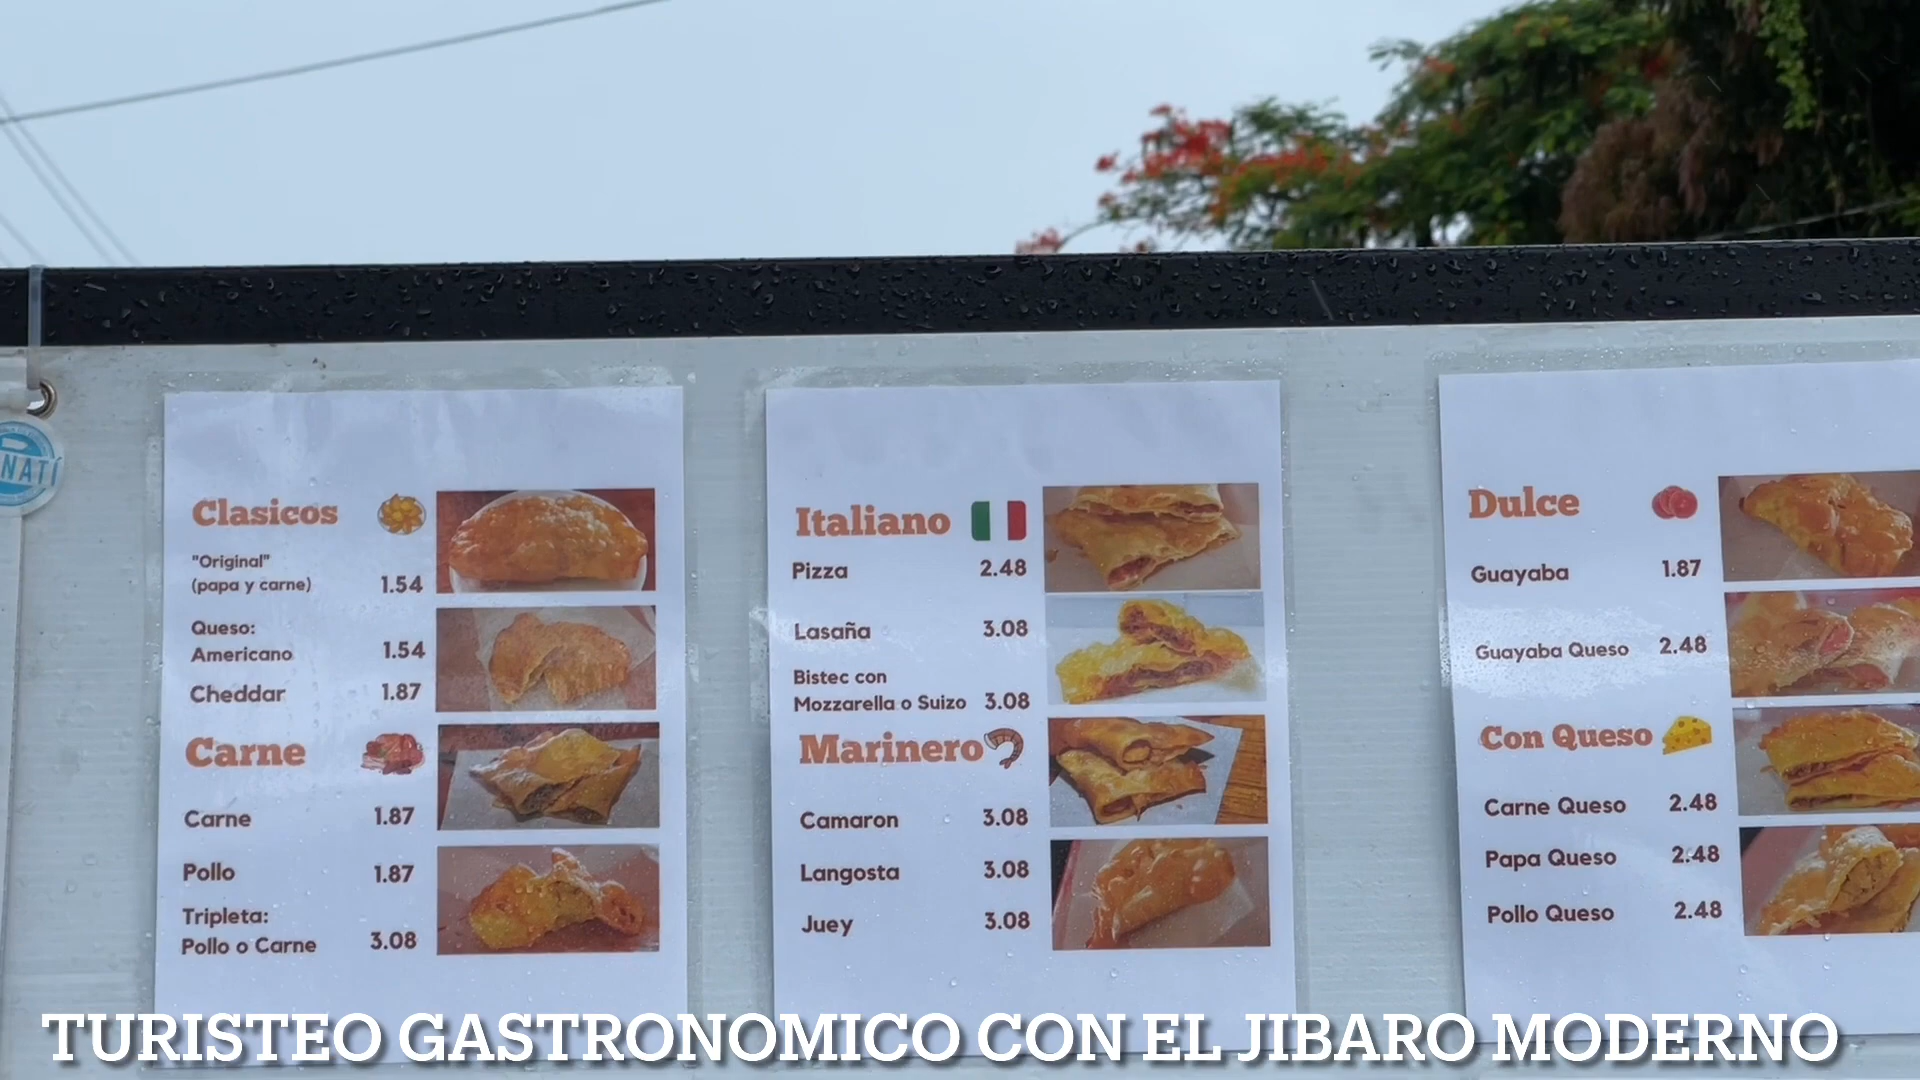 NATÍ
Clasicos
"Original"
(papa y carne) 1.54
Queso:
Americano 1.54
Cheddar 1.87
Carne
Carne 1.87
Pollo 1.87
Tripleta:
Pollo o Carne 3.08
Italiano
Pizza 2.48
Lasaña 3.08
Bistec con
Mozzarella o Suizo 3.08
Marinero
Camaron 3.08
Langosta 3.08
Juey 3.08
Dulce
Guayaba 1.87
Guayaba Queso 2.48
Con Queso
Carne Queso 2.48
Papa Queso 2.48
Pollo Queso 2.48
TURISTEO GASTRONOMICO CON EL JIBARO MODERNO